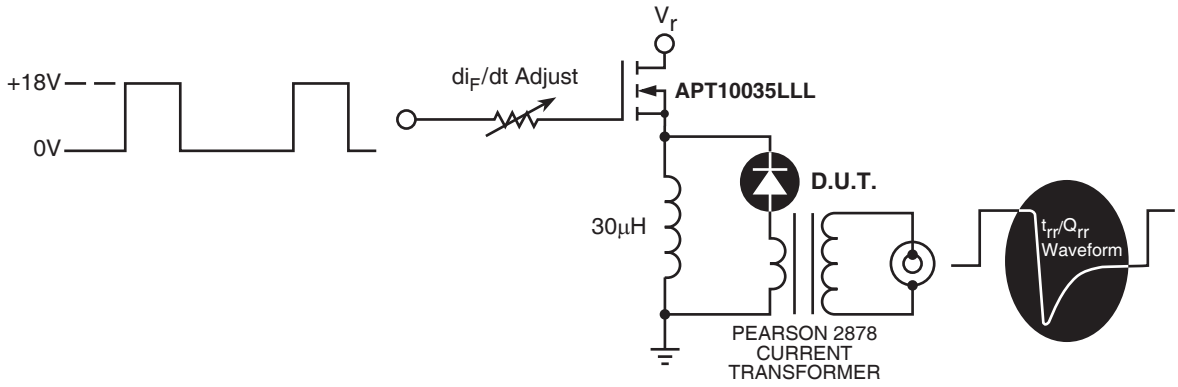 V_r
+18V
0V
di_F/dt Adjust
APT10035LLL
D.U.T.
30μH
t_rr/Q_rr
Waveform
PEARSON 2878
CURRENT
TRANSFORMER